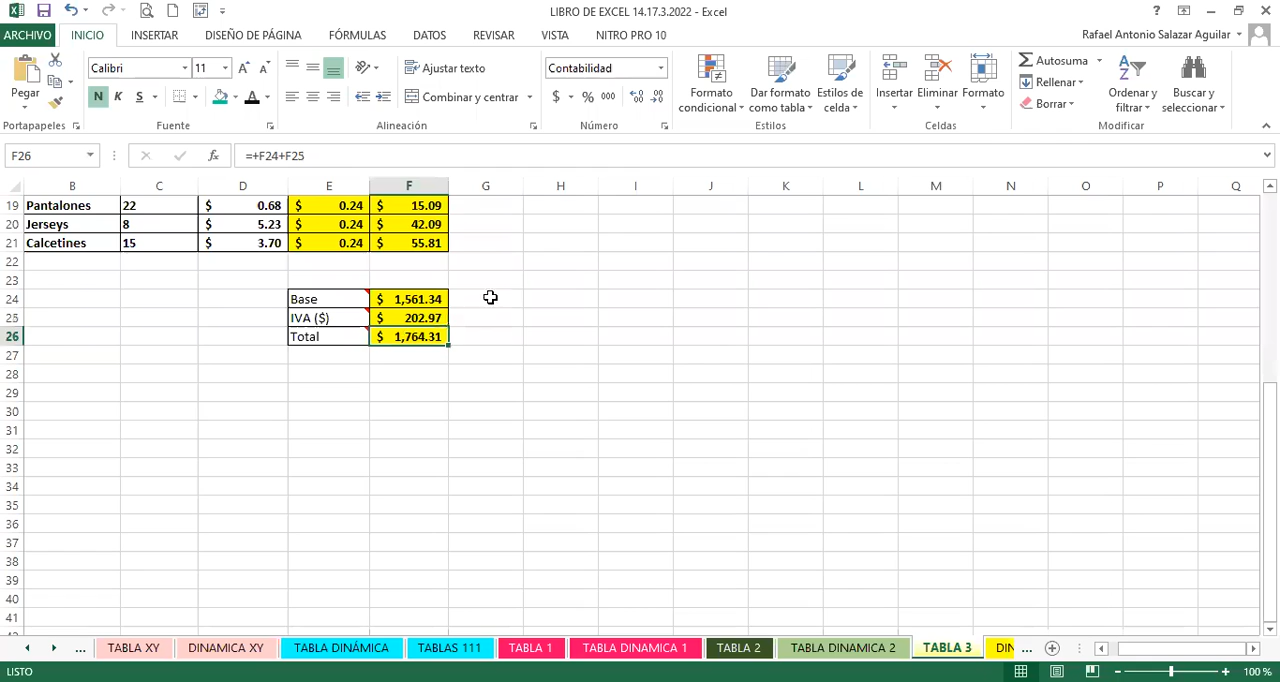 LIBRO DE EXCEL 14.17.3.2022 - Excel
ARCHIVO INICIO INSERTAR DISEÑO DE PÁGINA FÓRMULAS DATOS REVISAR VISTA NITRO PRO 10 Rafael Antonio Salazar Aguilar
Pegar
Calibri 11
N K S
Ajustar texto
Combinar y centrar
Contabilidad
$ % 000
Formato condicional
Dar formato como tabla
Estilos de celda
Insertar Eliminar Formato
Autosuma
Rellenar
Borrar
Ordenar y filtrar
Buscar y seleccionar
Portapapeles Fuente Alineación Número Estilos Celdas Modificar
F26 fx =+F24+F25
B C D E F G H I J K L M N O P Q
19 Pantalones 22 $ 0.68 $ 0.24 $ 15.09
20 Jerseys 8 $ 5.23 $ 0.24 $ 42.09
21 Calcetines 15 $ 3.70 $ 0.24 $ 55.81
22
23
24 Base $ 1,561.34
25 IVA ($) $ 202.97
26 Total $ 1,764.31
27
28
29
30
31
32
33
34
35
36
37
38
39
40
41
... TABLA XY DINAMICA XY TABLA DINÁMICA TABLAS 111 TABLA 1 TABLA DINAMICA 1 TABLA 2 TABLA DINAMICA 2 TABLA 3 DIN ...
LISTO 100 %